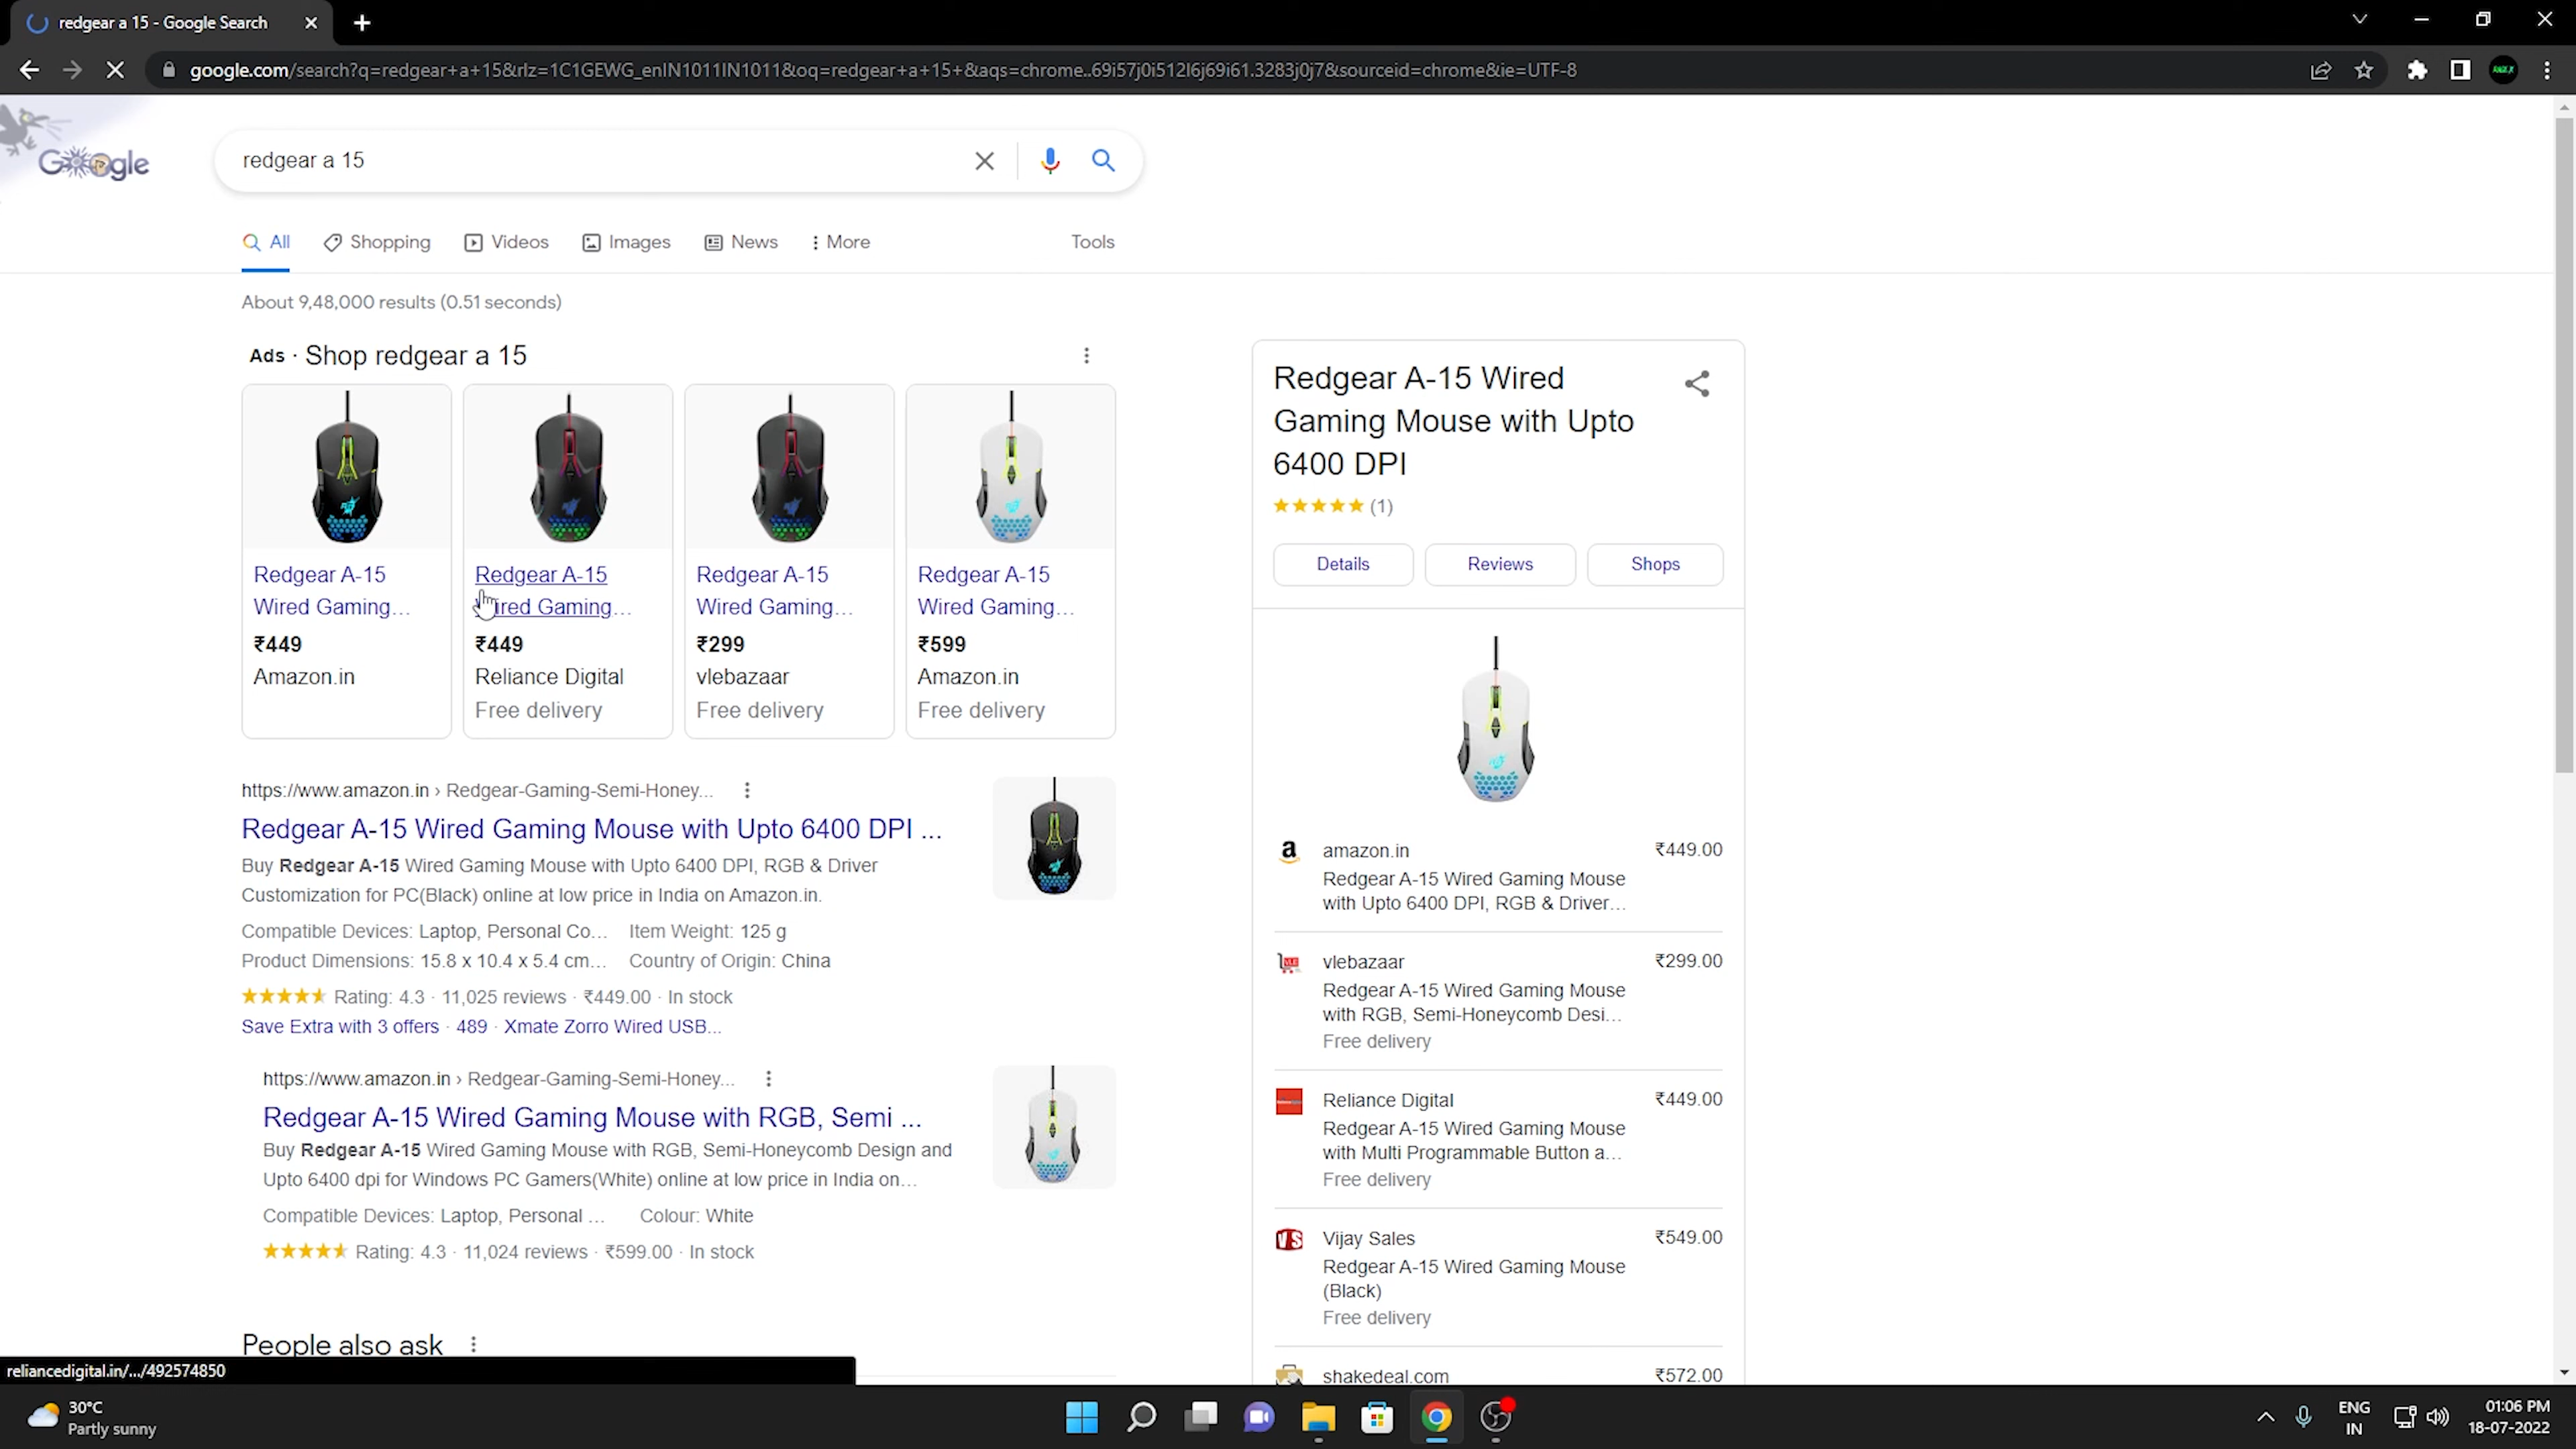 redgear a 15 - Google Search
google.com/search?q=redgear+a+15&rlz=1C1GEWG_enIN1011IN1011&oq=redgear+a+15+&aqs=chrome..69i57j0i512l6j69i61.3283j0j7&sourceid=chrome&ie=UTF-8
Google
redgear a 15
All
Shopping
Videos
Images
News
More
Tools
About 9,48,000 results (0.51 seconds)
Ads · Shop redgear a 15
Redgear A-15
Wired Gaming...
₹449
Amazon.in
Redgear A-15
Wired Gaming...
₹449
Reliance Digital
Free delivery
Redgear A-15
Wired Gaming...
₹299
vlebazaar
Free delivery
Redgear A-15
Wired Gaming...
₹599
Amazon.in
Free delivery
https://www.amazon.in › Redgear-Gaming-Semi-Honey...
Redgear A-15 Wired Gaming Mouse with Upto 6400 DPI ...
Buy Redgear A-15 Wired Gaming Mouse with Upto 6400 DPI, RGB & Driver
Customization for PC(Black) online at low price in India on Amazon.in.
Compatible Devices: Laptop, Personal Co... Item Weight: 125 g
Product Dimensions: 15.8 x 10.4 x 5.4 cm... Country of Origin: China
Rating: 4.3 · 11,025 reviews · ₹449.00 · In stock
Save Extra with 3 offers · 489 · Xmate Zorro Wired USB...
https://www.amazon.in › Redgear-Gaming-Semi-Honey...
Redgear A-15 Wired Gaming Mouse with RGB, Semi ...
Buy Redgear A-15 Wired Gaming Mouse with RGB, Semi-Honeycomb Design and
Upto 6400 dpi for Windows PC Gamers(White) online at low price in India on...
Compatible Devices: Laptop, Personal ... Colour: White
Rating: 4.3 · 11,024 reviews · ₹599.00 · In stock
People also ask
Redgear A-15 Wired
Gaming Mouse with Upto
6400 DPI
(1)
Details
Reviews
Shops
amazon.in ₹449.00
Redgear A-15 Wired Gaming Mouse
with Upto 6400 DPI, RGB & Driver...
vlebazaar ₹299.00
Redgear A-15 Wired Gaming Mouse
with RGB, Semi-Honeycomb Desi...
Free delivery
Reliance Digital ₹449.00
Redgear A-15 Wired Gaming Mouse
with Multi Programmable Button a...
Free delivery
VS
Vijay Sales ₹549.00
Redgear A-15 Wired Gaming Mouse
(Black)
Free delivery
shakedeal.com ₹572.00
reliancedigital.in/.../492574850
30°C
Partly sunny
ENG
IN
01:06 PM
18-07-2022